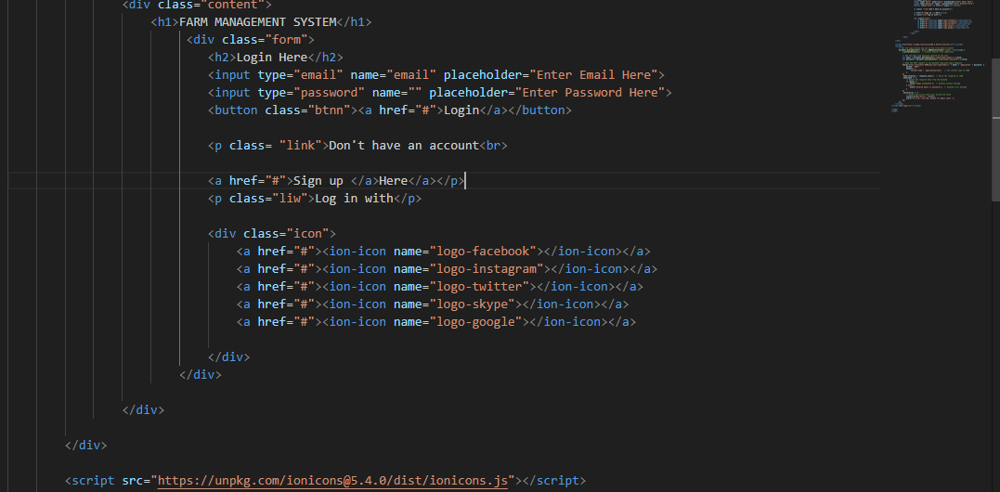 <div class="content">
<h1>FARM MANAGEMENT SYSTEM</h1>
<div class="form">
<h2>Login Here</h2>
<input type="email" name="email" placeholder="Enter Email Here">
<input type="password" name="" placeholder="Enter Password Here">
<button class="btnn"><a href="#">Login</a></button>
<p class= "link">Don't have an account<br>
<a href="#">Sign up </a>Here</a></p>
<p class="liw">Log in with</p>
<div class="icon">
<a href="#"><ion-icon name="logo-facebook"></ion-icon></a>
<a href="#"><ion-icon name="logo-instagram"></ion-icon></a>
<a href="#"><ion-icon name="logo-twitter"></ion-icon></a>
<a href="#"><ion-icon name="logo-skype"></ion-icon></a>
<a href="#"><ion-icon name="logo-google"></ion-icon></a>
</div>
</div>
</div>
</div>
<script src="https://unpkg.com/ionicons@5.4.0/dist/ionicons.js"></script>